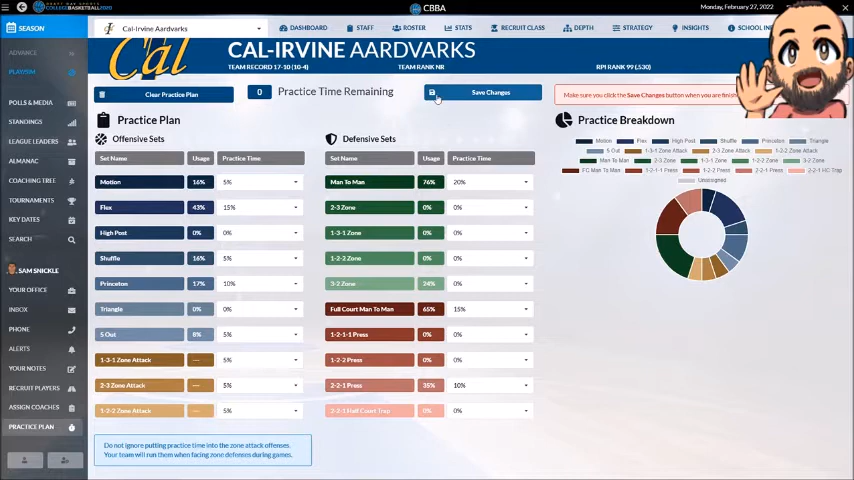 DRAFT DAY SPORTS
COLLEGE BASKETBALL 2021
CBBA
Monday, February 27, 2022
SEASON
Cal-Irvine Aardvarks
DASHBOARD
STAFF
ROSTER
STATS
RECRUIT CLASS
DEPTH
STRATEGY
INSIGHTS
SCHOOL IN
Cal
CAL-IRVINE AARDVARKS
TEAM RECORD 17-10 (10-4)
TEAM RANK NR
RPI RANK 99 (.530)
ADVANCE
PLAY/SIM
POLLS & MEDIA
STANDINGS
LEAGUE LEADERS
ALMANAC
COACHING TREE
TOURNAMENTS
KEY DATES
SEARCH
SAM SNICKLE
YOUR OFFICE
INBOX
PHONE
ALERTS
YOUR NOTES
RECRUIT PLAYERS
ASSIGN COACHES
PRACTICE PLAN
Clear Practice Plan
0 Practice Time Remaining
Save Changes
Make sure you click the Save Changes button when you are finish
Practice Plan
Offensive Sets
Set Name Usage Practice Time
Motion 16% 5%
Flex 43% 15%
High Post 0% 0%
Shuffle 16% 5%
Princeton 17% 10%
Triangle 0% 0%
5 Out 8% 5%
1-3-1 Zone Attack --- 5%
2-3 Zone Attack --- 5%
1-2-2 Zone Attack --- 5%
Defensive Sets
Set Name Usage Practice Time
Man To Man 76% 20%
2-3 Zone 0% 0%
1-3-1 Zone 0% 0%
1-2-2 Zone 0% 0%
3-2 Zone 24% 0%
Full Court Man To Man 65% 15%
1-2-1-1 Press 0% 0%
1-2-2 Press 0% 0%
2-2-1 Press 35% 10%
2-2-1 Half Court Trap 0% 0%
Do not ignore putting practice time into the zone attack offenses.
Your team will run them when facing zone defenses during games.
Practice Breakdown
Motion Flex High Post Shuffle Princeton Triangle
5 Out 1-3-1 Zone Attack 2-3 Zone Attack 1-2-2 Zone Attack
Man To Man 2-3 Zone 1-3-1 Zone 1-2-2 Zone 3-2 Zone
FC Man To Man 1-2-1-1 Press 1-2-2 Press 2-2-1 Press 2-2-1 HC Trap
Unassigned